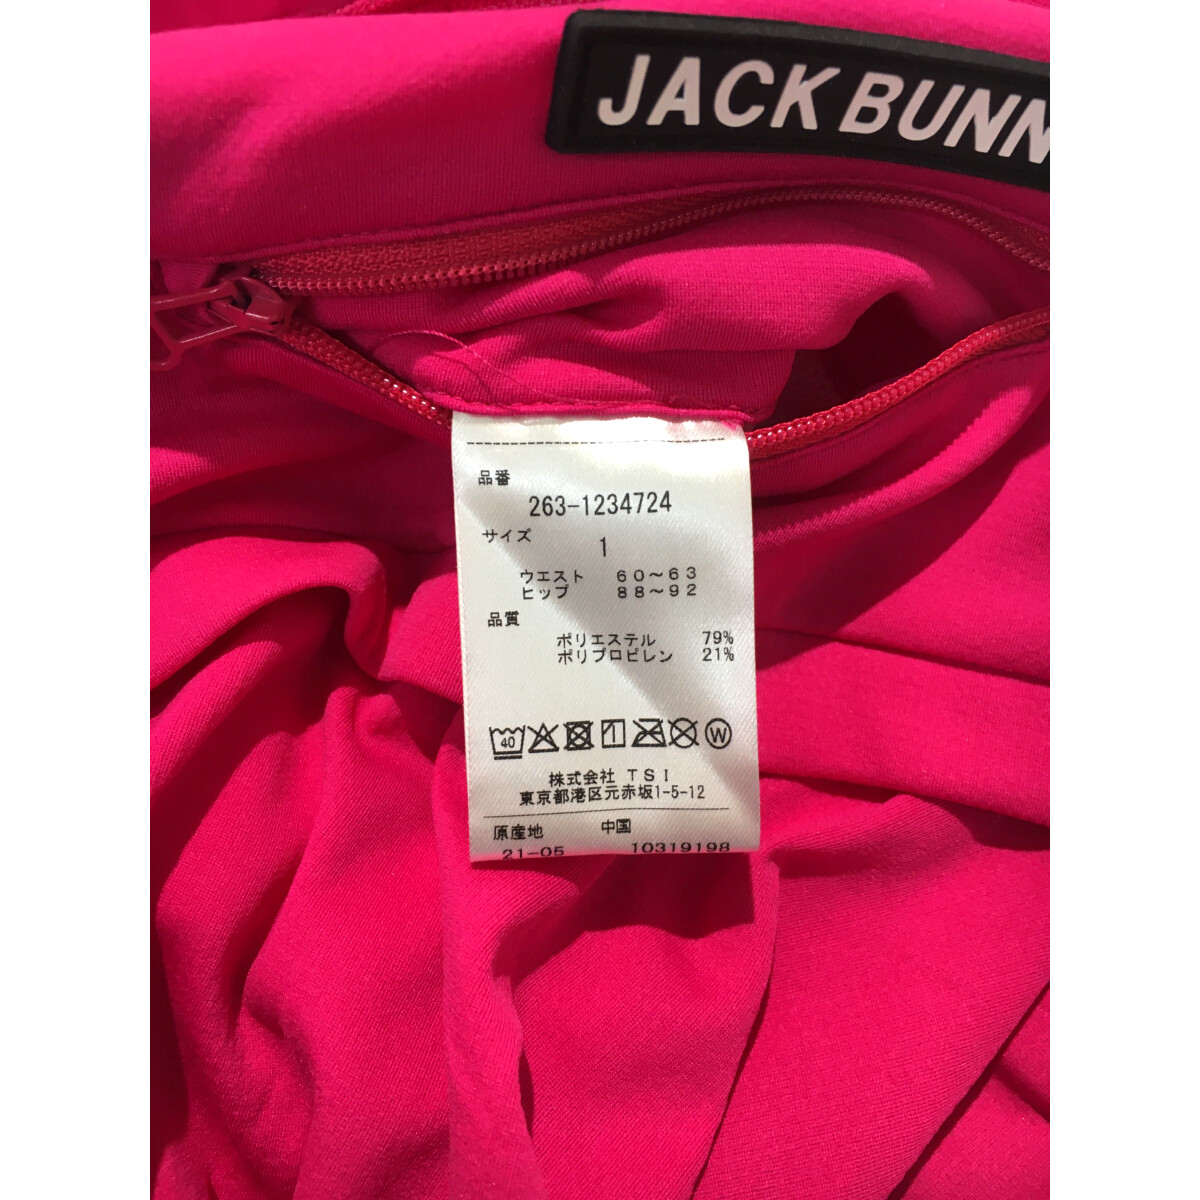 JACK BUNN
品番
263-1234724
サイズ
1
ウエスト 60～63
ヒップ 88～92
品質
ポリエステル 79%
ポリプロピレン 21%
40 1 W
株式会社 TSI
東京都港区元赤坂1-5-12
原産地 中国
21-05 10319198